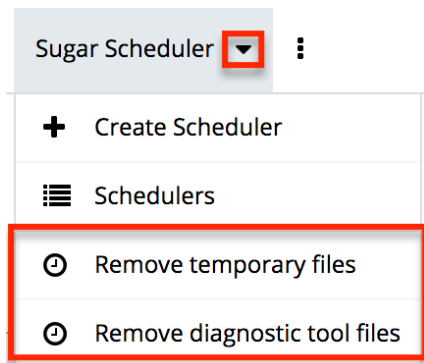 Sugar Scheduler
Create Scheduler
Schedulers
Remove temporary files
Remove diagnostic tool files